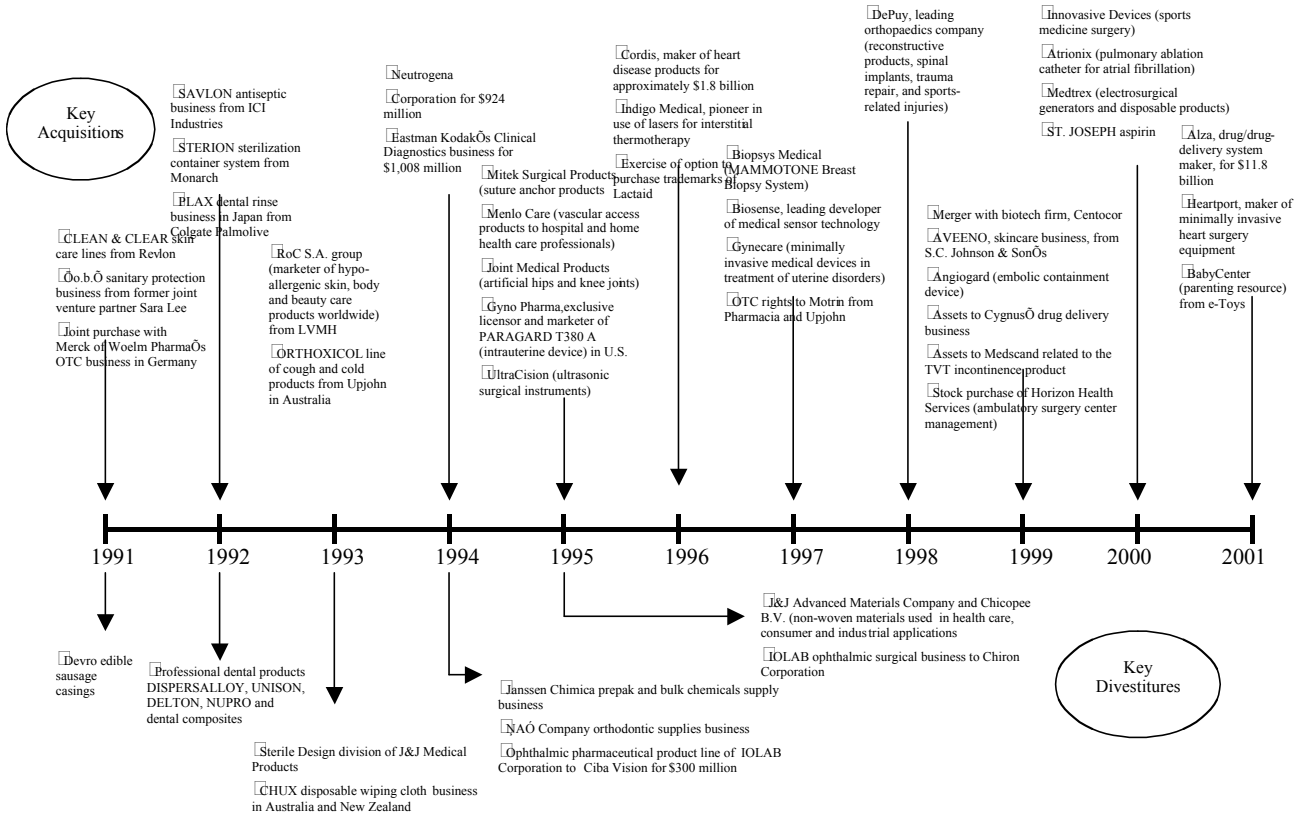 Key
Acquisitions
CLEAN & CLEAR skin
care lines from Revlon
Õo.b.Õ sanitary protection
business from former joint
venture partner Sara Lee
Joint purchase with
Merck of Woelm PharmaÕs
OTC business in Germany
SAVLON antiseptic
business from ICI
Industries
STERION sterilization
container system from
Monarch
PLAX dental rinse
business in Japan from
Colgate Palmolive
RoC S.A. group
(marketer of hypo-
allergenic skin, body
and beauty care
products worldwide)
from LVMH
ORTHOXICOL line
of cough and cold
products from Upjohn
in Australia
Neutrogena
Corporation for $924
million
Eastman KodakÕs Clinical
Diagnostics business for
$1,008 million
Mitek Surgical Products
(suture anchor products
Menlo Care (vascular access
products to hospital and home
health care professionals)
Joint Medical Products
(artificial hips and knee joints)
Gyno Pharma,exclusive
licensor and marketer of
PARAGARD T380 A
(intrauterine device) in U.S.
UltraCision (ultrasonic
surgical instruments)
Cordis, maker of heart
disease products for
approximately $1.8 billion
Indigo Medical, pioneer in
use of lasers for interstitial
thermotherapy
Exercise of option to
purchase trademarks of
Lactaid
Biopsys Medical
(MAMMOTONE Breast
Biopsy System)
Biosense, leading developer
of medical sensor technology
Gynecare (minimally
invasive medical devices in
treatment of uterine disorders)
OTC rights to Motrin from
Pharmacia and Upjohn
DePuy, leading
orthopaedics company
(reconstructive
products, spinal
implants, trauma
repair, and sports-
related injuries)
Merger with biotech firm, Centocor
AVEENO, skincare business, from
S.C. Johnson & SonÕs
Angiogard (embolic containment
device)
Assets to CygnusÕ drug delivery
business
Assets to Medscand related to the
TVT incontinence product
Stock purchase of Horizon Health
Services (ambulatory surgery center
management)
Innovasive Devices (sports
medicine surgery)
Atrionix (pulmonary ablation
catheter for atrial fibrillation)
Medtrex (electrosurgical
generators and disposable products)
ST. JOSEPH aspirin
Alza, drug/drug-
delivery system
maker, for $11.8
billion
Heartport, maker of
minimally invasive
heart surgery
equipment
BabyCenter
(parenting resource)
from e-Toys
1991 1992 1993 1994 1995 1996 1997 1998 1999 2000 2001
Devro edible
sausage
casings
Professional dental products
DISPERSALLOY, UNISON,
DELTON, NUPRO and
dental composites
Sterile Design division of J&J Medical
Products
CHUX disposable wiping cloth business
in Australia and New Zealand
Janssen Chimica prepak and bulk chemicals supply
business
ÒNAÓ Company orthodontic supplies business
Ophthalmic pharmaceutical product line of IOLAB
Corporation to Ciba Vision for $300 million
J&J Advanced Materials Company and Chicopee
B.V. (non-woven materials used in health care,
consumer and industrial applications
IOLAB ophthalmic surgical business to Chiron
Corporation
Key
Divestitures